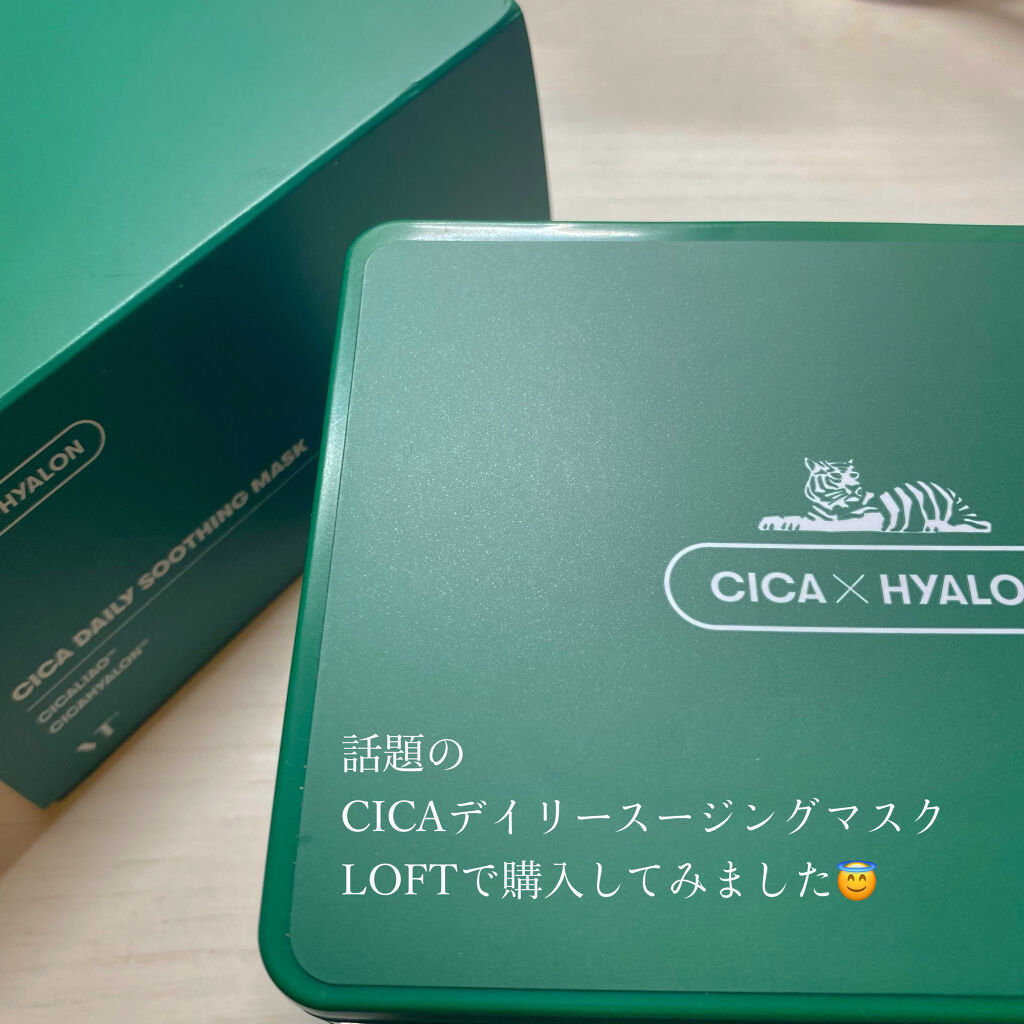 HYALON
CICA DAILY SOOTHING MASK
CICALIAO™
CICAHYALON™
CICA × HYALO
話題の
CICAデイリースージングマスク
LOFTで購入してみました😇